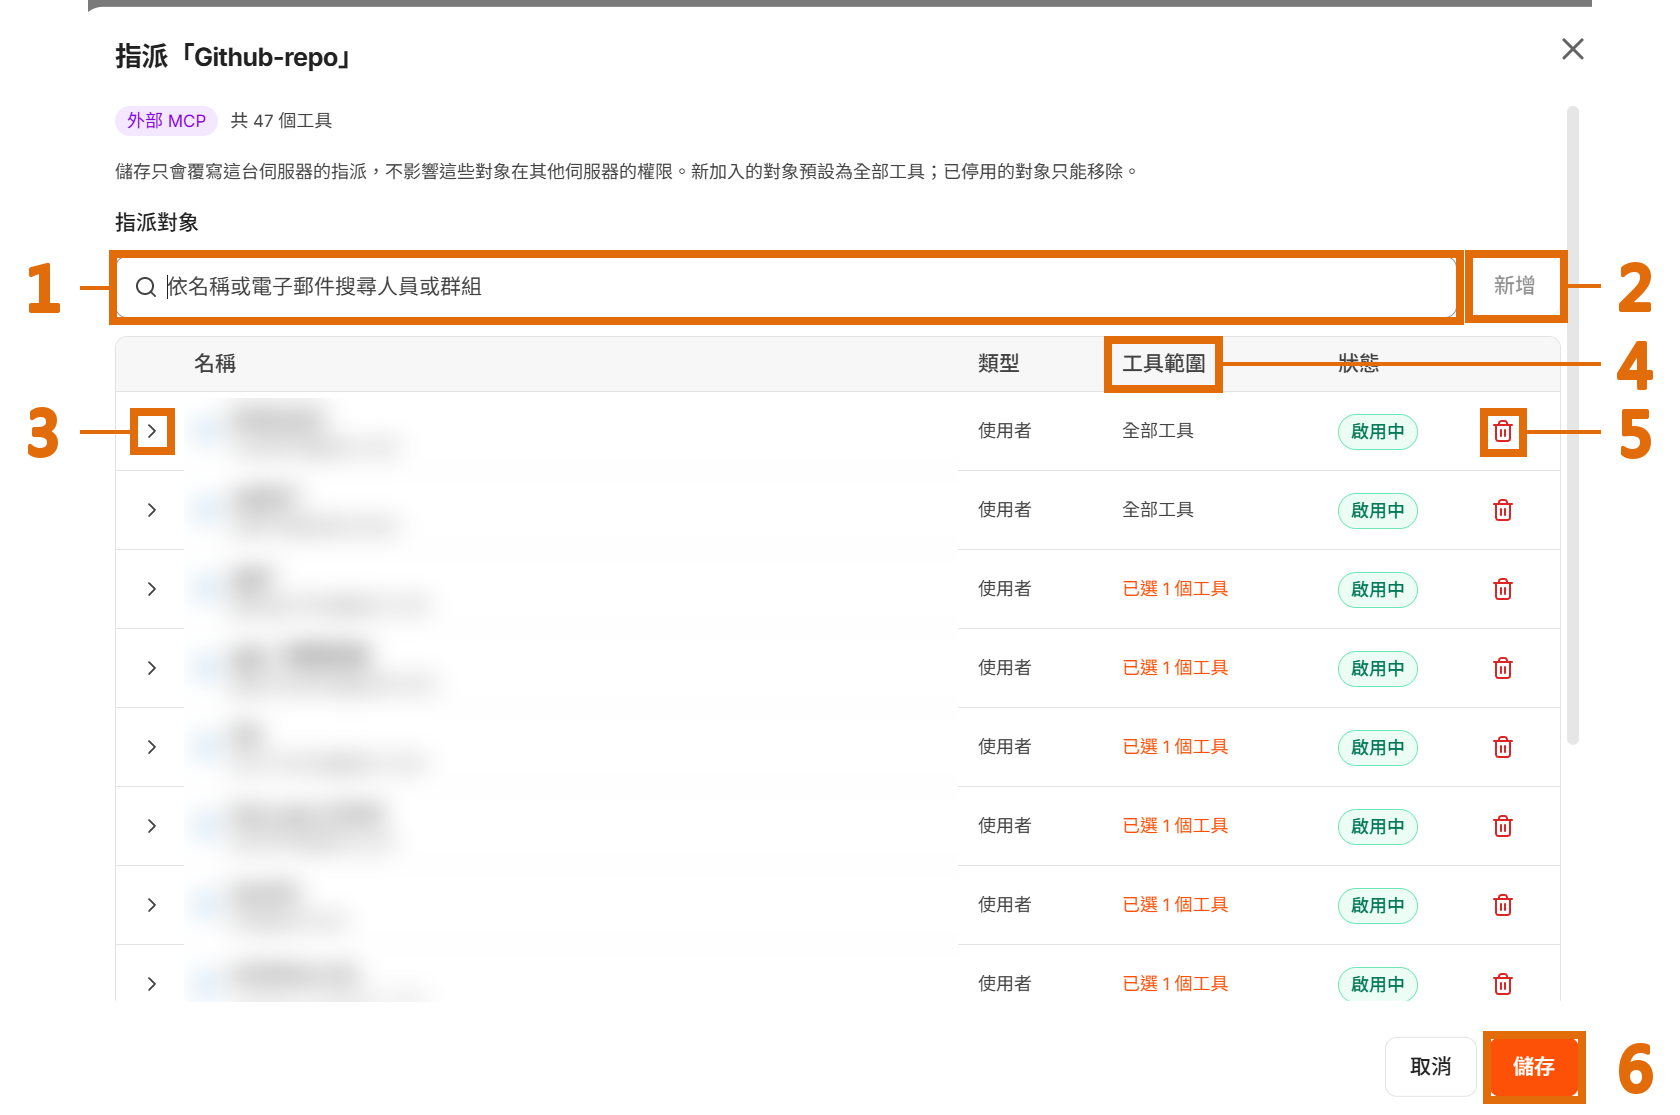 指派「Github-repo」
外部 MCP 共 47 個工具
儲存只會覆寫這台伺服器的指派，不影響這些對象在其他伺服器的權限。新加入的對象預設為全部工具；已停用的對象只能移除。
指派對象
1 依名稱或電子郵件搜尋人員或群組 新增 2
名稱 類型 工具範圍 狀態 4
3 使用者 全部工具 啟用中 5
使用者 全部工具 啟用中
使用者 已選 1 個工具 啟用中
使用者 已選 1 個工具 啟用中
使用者 已選 1 個工具 啟用中
使用者 已選 1 個工具 啟用中
使用者 已選 1 個工具 啟用中
使用者 已選 1 個工具 啟用中
取消 儲存 6